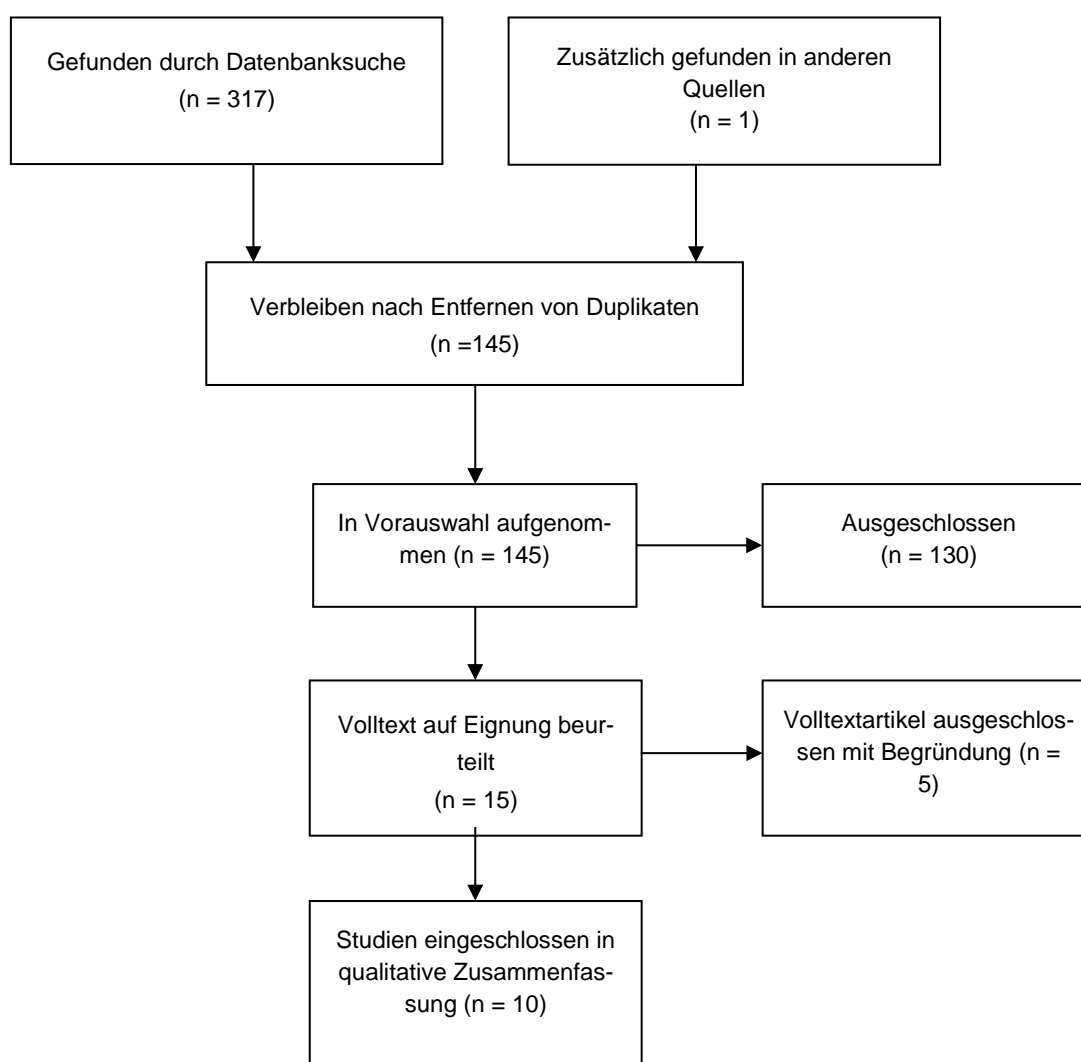 Gefunden durch Datenbanksuche
(n = 317)
Zusätzlich gefunden in anderen
Quellen
(n = 1)
Verbleiben nach Entfernen von Duplikaten
(n =145)
In Vorauswahl aufgenom-
men (n = 145)
Ausgeschlossen
(n = 130)
Volltext auf Eignung beur-
teilt
(n = 15)
Volltextartikel ausgeschlos-
sen mit Begründung (n =
5)
Studien eingeschlossen in
qualitative Zusammenfas-
sung (n = 10)